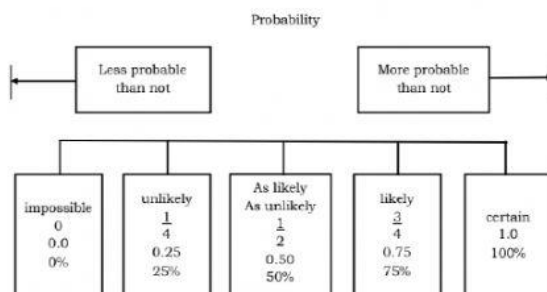 Probability
Less probable
than not
More probable
than not
impossible
0
0.0
0%
unlikely
1
4
0.25
25%
As likely
As unlikely
1
2
0.50
50%
likely
3
4
0.75
75%
certain
1.0
100%